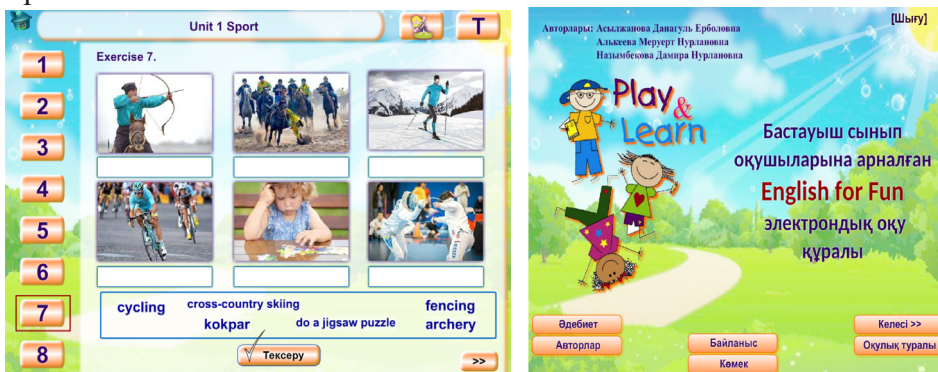 Unit 1 Sport
T
Exercise 7.
1
2
3
4
5
6
7
8
cycling
cross-country skiing
fencing
kokpar
do a jigsaw puzzle
archery
Тексеру
>>
[Шығу]
Авторлары: Асылжанова Данагуль Ерболовна
Алькеева Меруерт Нурлановна
Назымбекова Дамира Нурлановна
Play
&
Learn
Бастауыш сынып
оқушыларына арналған
English for Fun
электрондық оқу
құралы
Әдебиет
Авторлар
Байланыс
Көмек
Келесі >>
Оқулық туралы